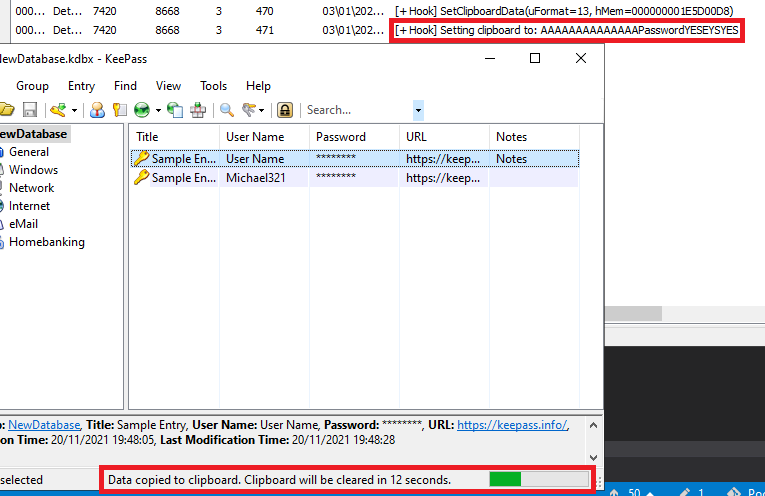 000... Det... 7420 8668 3 470 03\01\202... [+ Hook] SetClipboardData(uFormat=13, hMem=000000001E5D00D8)
000... Det... 7420 8668 3 471 03\01\202... [+ Hook] Setting clipboard to: AAAAAAAAAAAAAAPasswordYESEYSYES
NewDatabase.kdbx - KeePass
Group Entry Find View Tools Help
Search...
ewDatabase
General
Windows
Network
Internet
eMail
Homebanking
Title User Name Password URL Notes
Sample En... User Name ******** https://keep... Notes
Sample En... Michael321 ******** https://keep...
p: NewDatabase, Title: Sample Entry, User Name: User Name, Password: ********, URL: https://keepass.info/,
on Time: 20/11/2021 19:48:05, Last Modification Time: 20/11/2021 19:48:28
selected
Data copied to clipboard. Clipboard will be cleared in 12 seconds.
50 1 Po